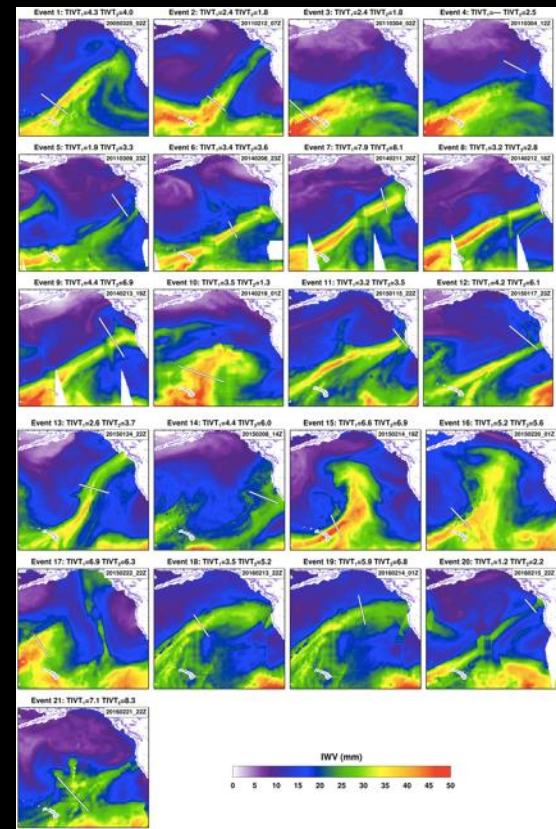 Event 1: TIVT₁=4.3 TIVT₂=4.0
20050325_02Z
Event 2: TIVT₁=2.4 TIVT₂=1.8
20110212_07Z
Event 3: TIVT₁=2.4 TIVT₂=1.8
20110304_02Z
Event 4: TIVT₁=--- TIVT₂=2.5
20110304_12Z
Event 5: TIVT₁=1.9 TIVT₂=3.3
20110309_23Z
Event 6: TIVT₁=3.4 TIVT₂=3.6
20140208_23Z
Event 7: TIVT₁=7.9 TIVT₂=8.1
20140211_20Z
Event 8: TIVT₁=3.2 TIVT₂=2.8
20140212_18Z
Event 9: TIVT₁=4.4 TIVT₂=6.9
20140213_19Z
Event 10: TIVT₁=3.5 TIVT₂=1.3
20140218_01Z
Event 11: TIVT₁=3.2 TIVT₂=3.5
20150115_22Z
Event 12: TIVT₁=4.2 TIVT₂=6.1
20150117_23Z
Event 13: TIVT₁=2.6 TIVT₂=3.7
20150124_22Z
Event 14: TIVT₁=4.4 TIVT₂=6.0
20150208_14Z
Event 15: TIVT₁=6.6 TIVT₂=6.9
20150214_19Z
Event 16: TIVT₁=5.2 TIVT₂=5.6
20150220_01Z
Event 17: TIVT₁=6.9 TIVT₂=6.3
20150222_22Z
Event 18: TIVT₁=3.5 TIVT₂=5.2
20160213_22Z
Event 19: TIVT₁=5.9 TIVT₂=6.8
20160214_01Z
Event 20: TIVT₁=1.2 TIVT₂=2.2
20160215_22Z
Event 21: TIVT₁=7.1 TIVT₂=8.3
20160221_22Z
IWV (mm)
0 5 10 15 20 25 30 35 40 45 50